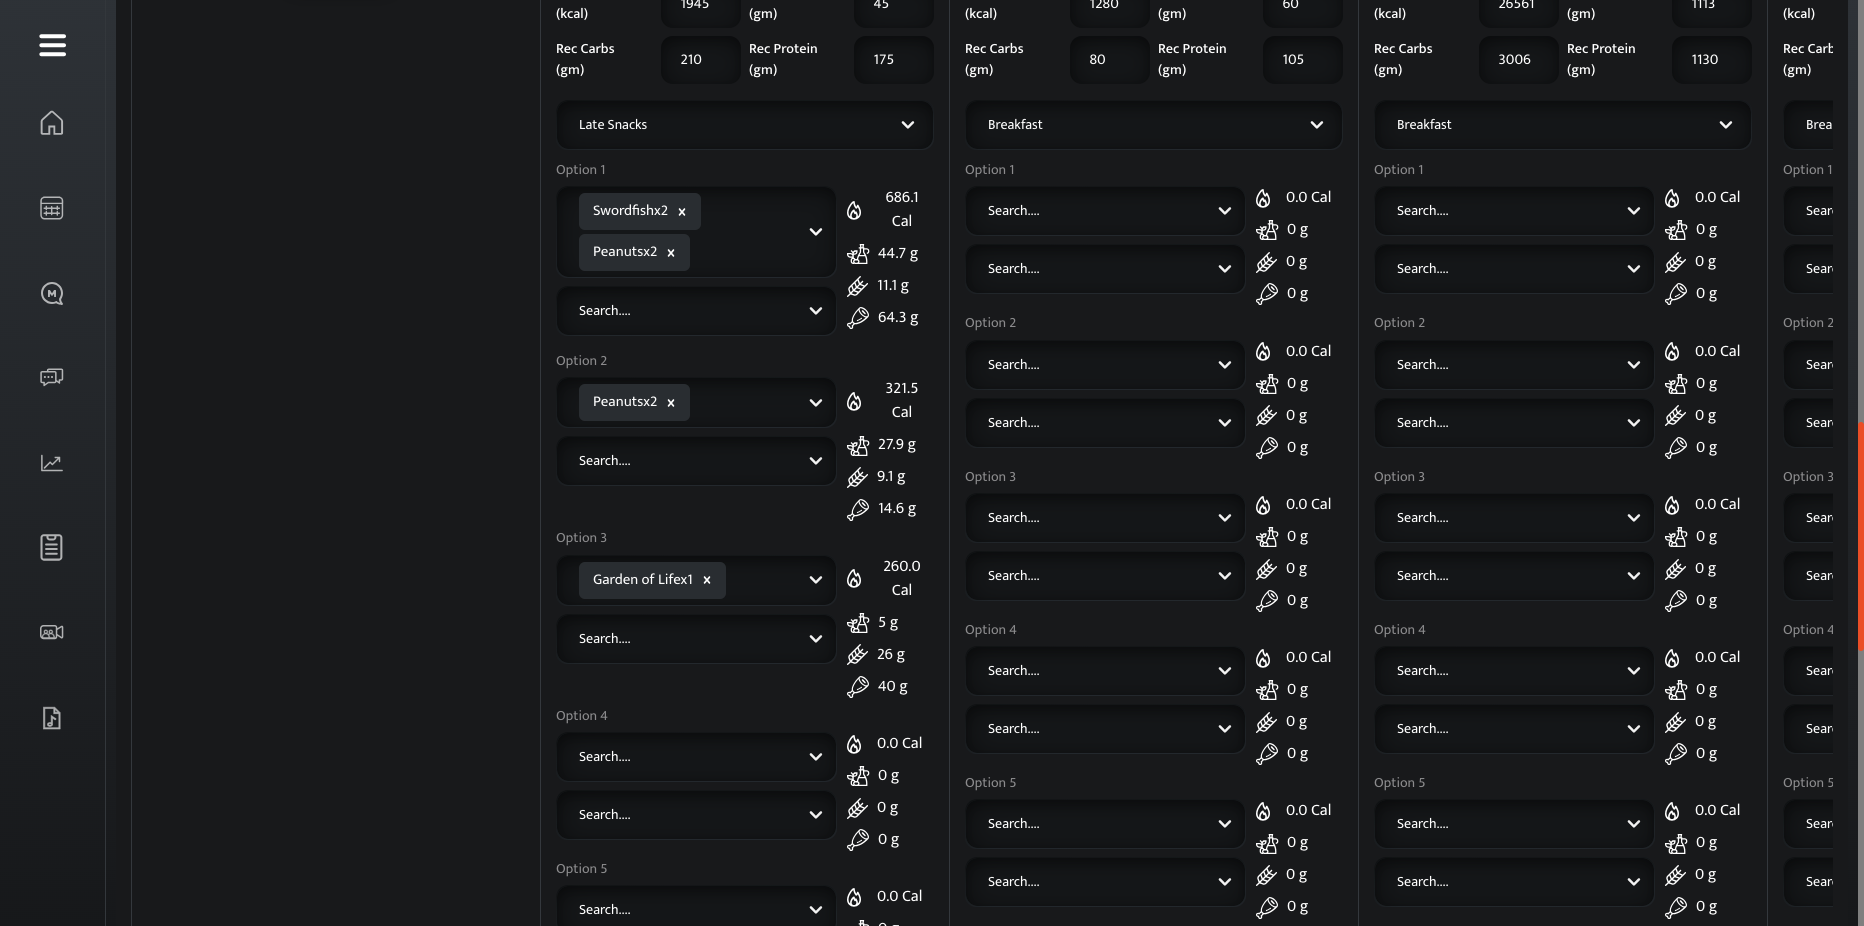 (kcal) 1945 (gm) 45
Rec Carbs (gm) 210 Rec Protein (gm) 175
Late Snacks
Option 1
Swordfishx2 x
Peanutsx2 x
Search....
686.1 Cal
44.7 g
11.1 g
64.3 g
Option 2
Peanutsx2 x
Search....
321.5 Cal
27.9 g
9.1 g
14.6 g
Option 3
Garden of Lifex1 x
Search....
260.0 Cal
5 g
26 g
40 g
Option 4
Search....
Search....
0.0 Cal
0 g
0 g
0 g
Option 5
Search....
0.0 Cal
(kcal) 1280 (gm) 60
Rec Carbs (gm) 80 Rec Protein (gm) 105
Breakfast
Option 1
Search....
Search....
0.0 Cal
0 g
0 g
0 g
Option 2
Search....
Search....
0.0 Cal
0 g
0 g
0 g
Option 3
Search....
Search....
0.0 Cal
0 g
0 g
0 g
Option 4
Search....
Search....
0.0 Cal
0 g
0 g
0 g
Option 5
Search....
Search....
0.0 Cal
0 g
0 g
0 g
(kcal) 26561 (gm) 1113
Rec Carbs (gm) 3006 Rec Protein (gm) 1130
Breakfast
Option 1
Search....
Search....
0.0 Cal
0 g
0 g
0 g
Option 2
Search....
Search....
0.0 Cal
0 g
0 g
0 g
Option 3
Search....
Search....
0.0 Cal
0 g
0 g
0 g
Option 4
Search....
Search....
0.0 Cal
0 g
0 g
0 g
Option 5
Search....
Search....
0.0 Cal
0 g
0 g
0 g
(kcal)
Rec Carb
(gm)
Brea
Option 1
Sear
Sear
Option 2
Sear
Sear
Option 3
Sear
Sear
Option 4
Sear
Sear
Option 5
Sear
Sear